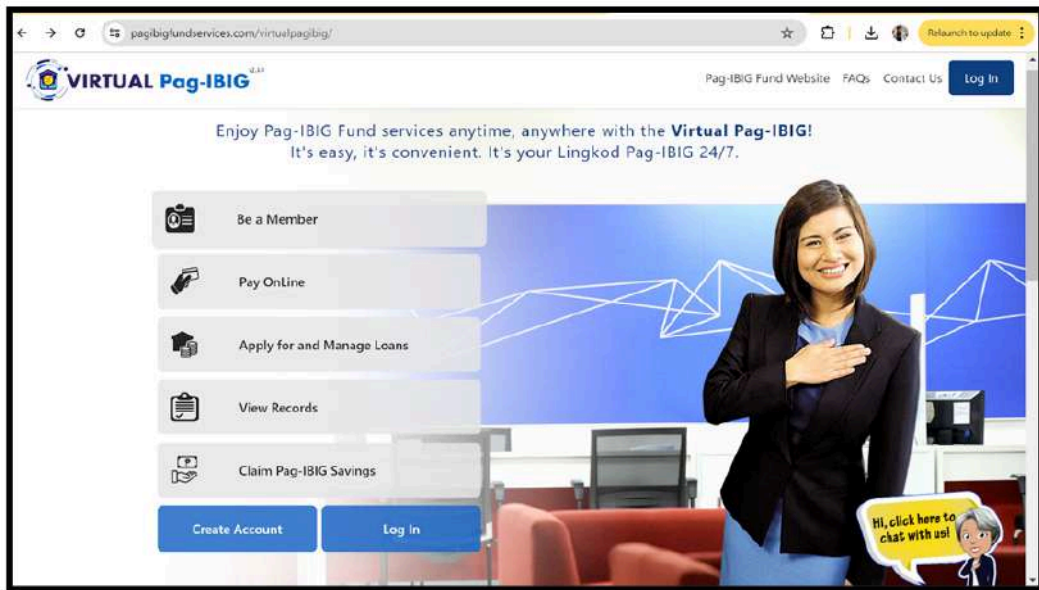 pagibigfundservices.com/virtualpagibig/
Relaunch to update
VIRTUAL Pag-IBIG
Pag-IBIG Fund Website FAQs Contact Us Log In
Enjoy Pag-IBIG Fund services anytime, anywhere with the Virtual Pag-IBIG!
It's easy, it's convenient. It's your Lingkod Pag-IBIG 24/7.
Be a Member
Pay Online
Apply for and Manage Loans
View Records
Claim Pag-IBIG Savings
Create Account Log In
Hi, click here to
chat with us!